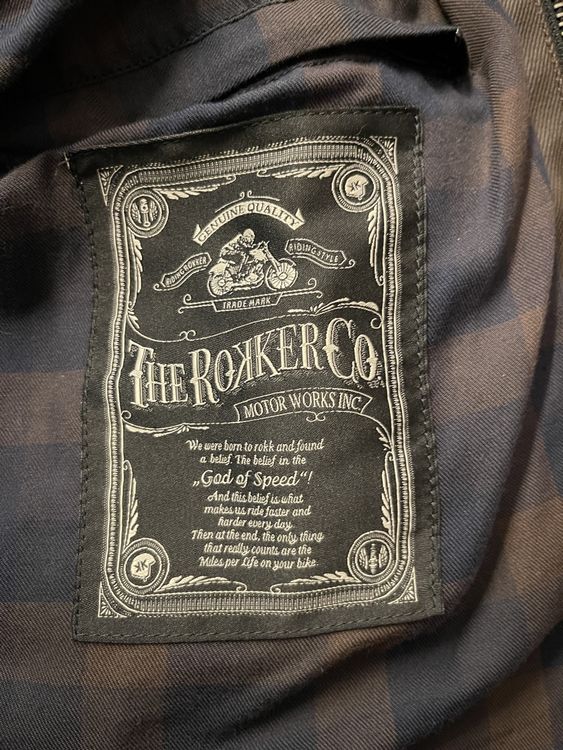 GENUINE QUALITY
RIDING ROKKER
RIDING STYLE
TRADE MARK
THE ROKKER CO
MOTOR WORKS INC.
We were born to rokk and found
a belief. The belief in the
„God of Speed“!
And this belief is what
makes us ride faster and
harder every day.
Then at the end, the only thing
that really counts are the
Miles per Life on your bike.